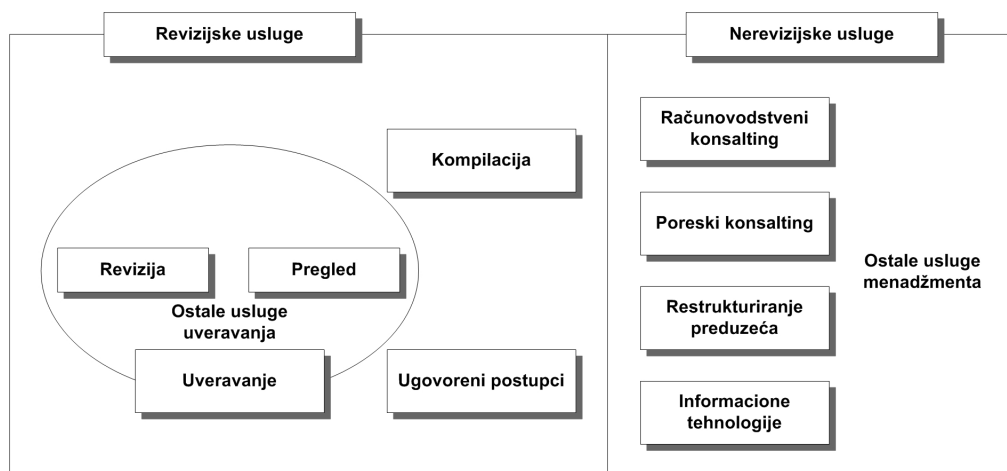 Revizijske usluge
Nerevizijske usluge
Kompilacija
Revizija
Pregled
Ostale usluge
uveravanja
Uveravanje
Ugovoreni postupci
Računovodstveni
konsalting
Poreski konsalting
Restrukturiranje
preduzeća
Informacione
tehnologije
Ostale usluge
menadžmenta